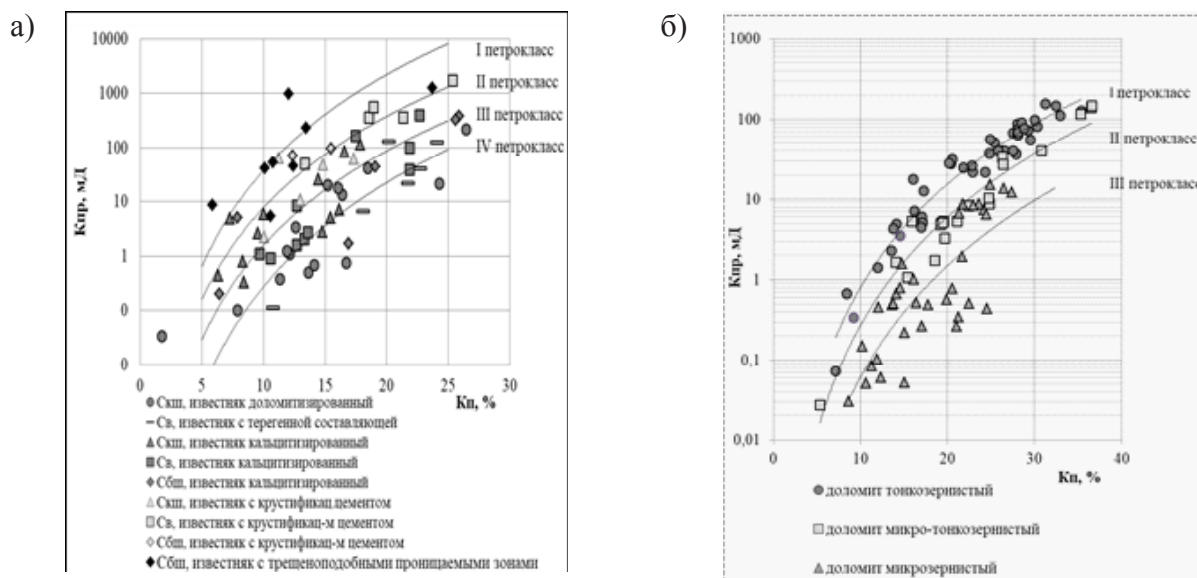 а)
10000
1000
100
10
1
0
0
Кпр, мД
0
5
10
15
20
25
30
Кп, %
I петрокласс
II петрокласс
III петрокласс
IV петрокласс
Скш, известняк доломитизированный
Св, известняк с терегенной составляющей
Скш, известняк кальцитизированный
Св, известняк кальцитизированный
Сбш, известняк кальцитизированный
Скш, известняк с крустификац.цементом
Св, известняк с крустификац-м цементом
Сбш, известняк с крустификац-м цементом
Сбш, известняк с трещеноподобными проницаемыми зонами
б)
1000
100
10
1
0,1
0,01
Кпр, мД
0
10
20
30
40
Кп, %
I петрокласс
II петрокласс
III петрокласс
доломит тонкозернистый
доломит микро-тонкозернистый
доломит микрозернистый